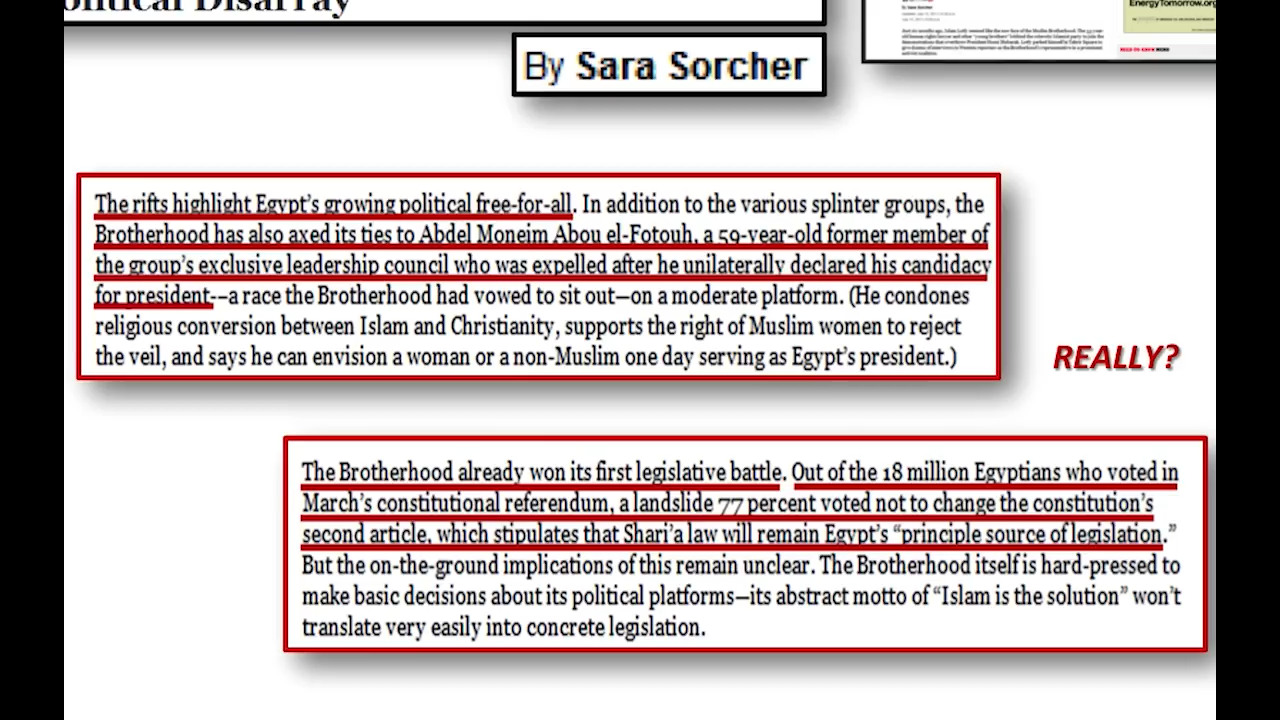 olitical Disarray
EnergyTomorrow.org
By Sara Sorcher
The rifts highlight Egypt's growing political free-for-all. In addition to the various splinter groups, the
Brotherhood has also axed its ties to Abdel Moneim Abou el-Fotouh, a 59-year-old former member of
the group's exclusive leadership council who was expelled after he unilaterally declared his candidacy
for president--a race the Brotherhood had vowed to sit out—on a moderate platform. (He condones
religious conversion between Islam and Christianity, supports the right of Muslim women to reject
the veil, and says he can envision a woman or a non-Muslim one day serving as Egypt's president.)
REALLY?
The Brotherhood already won its first legislative battle. Out of the 18 million Egyptians who voted in
March's constitutional referendum, a landslide 77 percent voted not to change the constitution's
second article, which stipulates that Shari'a law will remain Egypt's “principle source of legislation.”
But the on-the-ground implications of this remain unclear. The Brotherhood itself is hard-pressed to
make basic decisions about its political platforms—its abstract motto of “Islam is the solution” won't
translate very easily into concrete legislation.